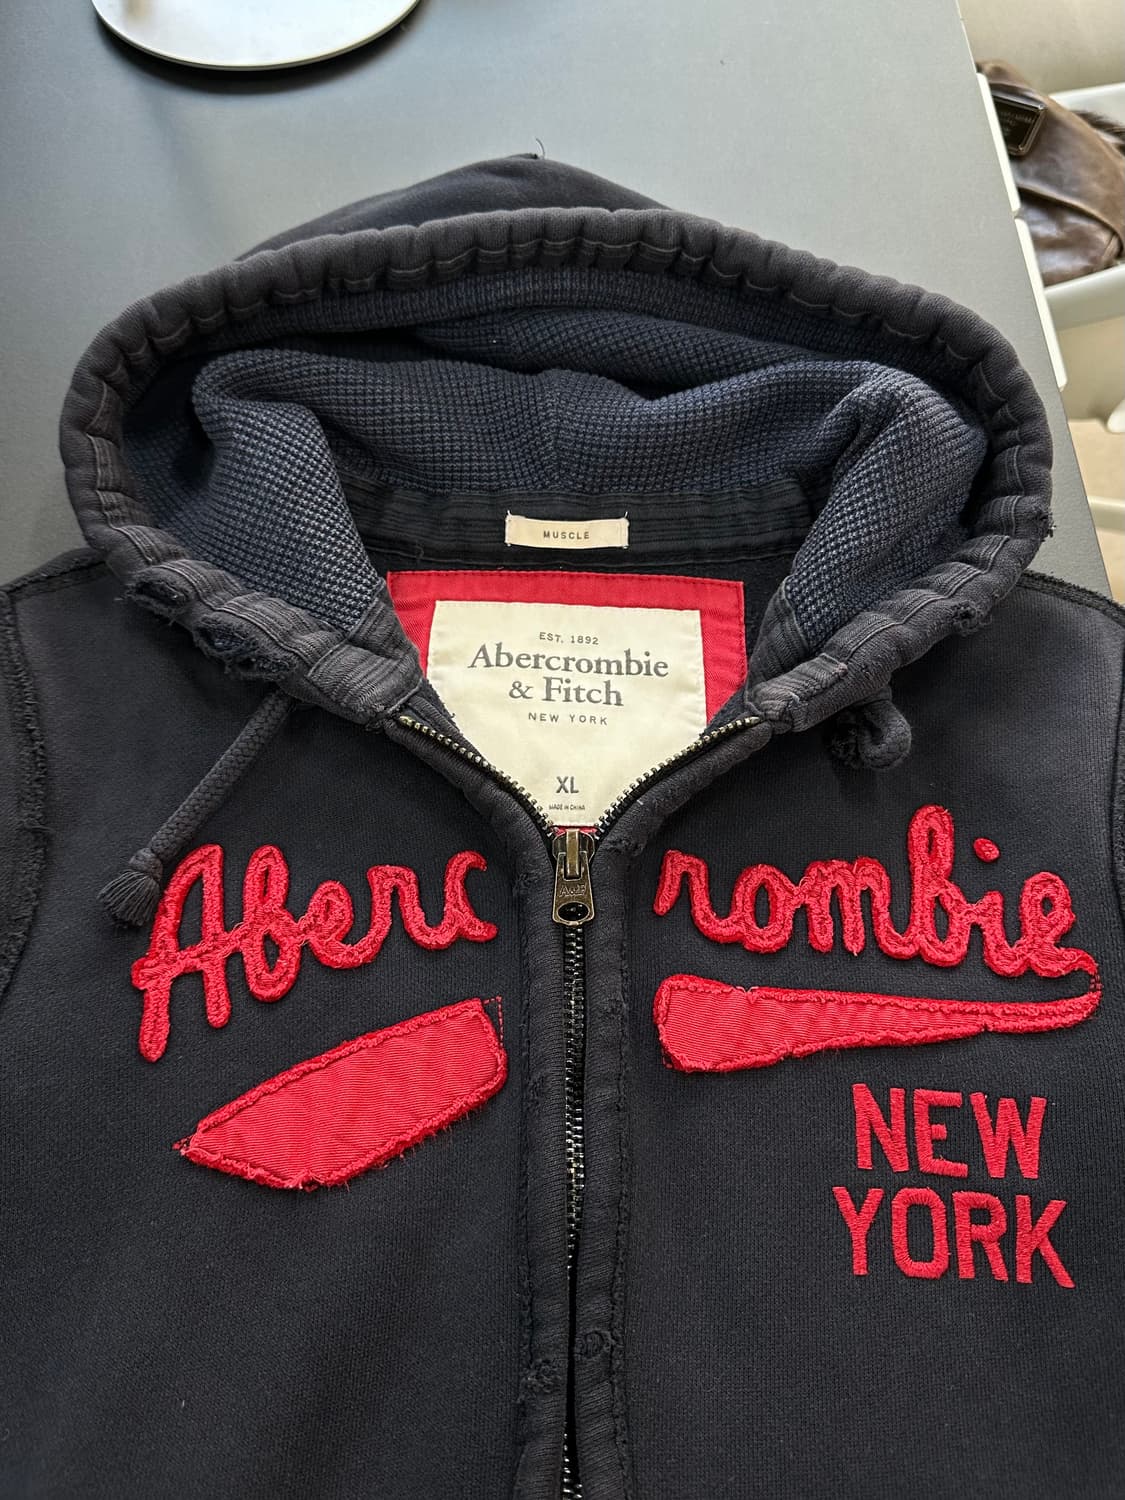 MUSCLE
EST. 1892
Abercrombie
& Fitch
NEW YORK
XL
MADE IN CHINA
A&F
Abercrombie
NEW
YORK